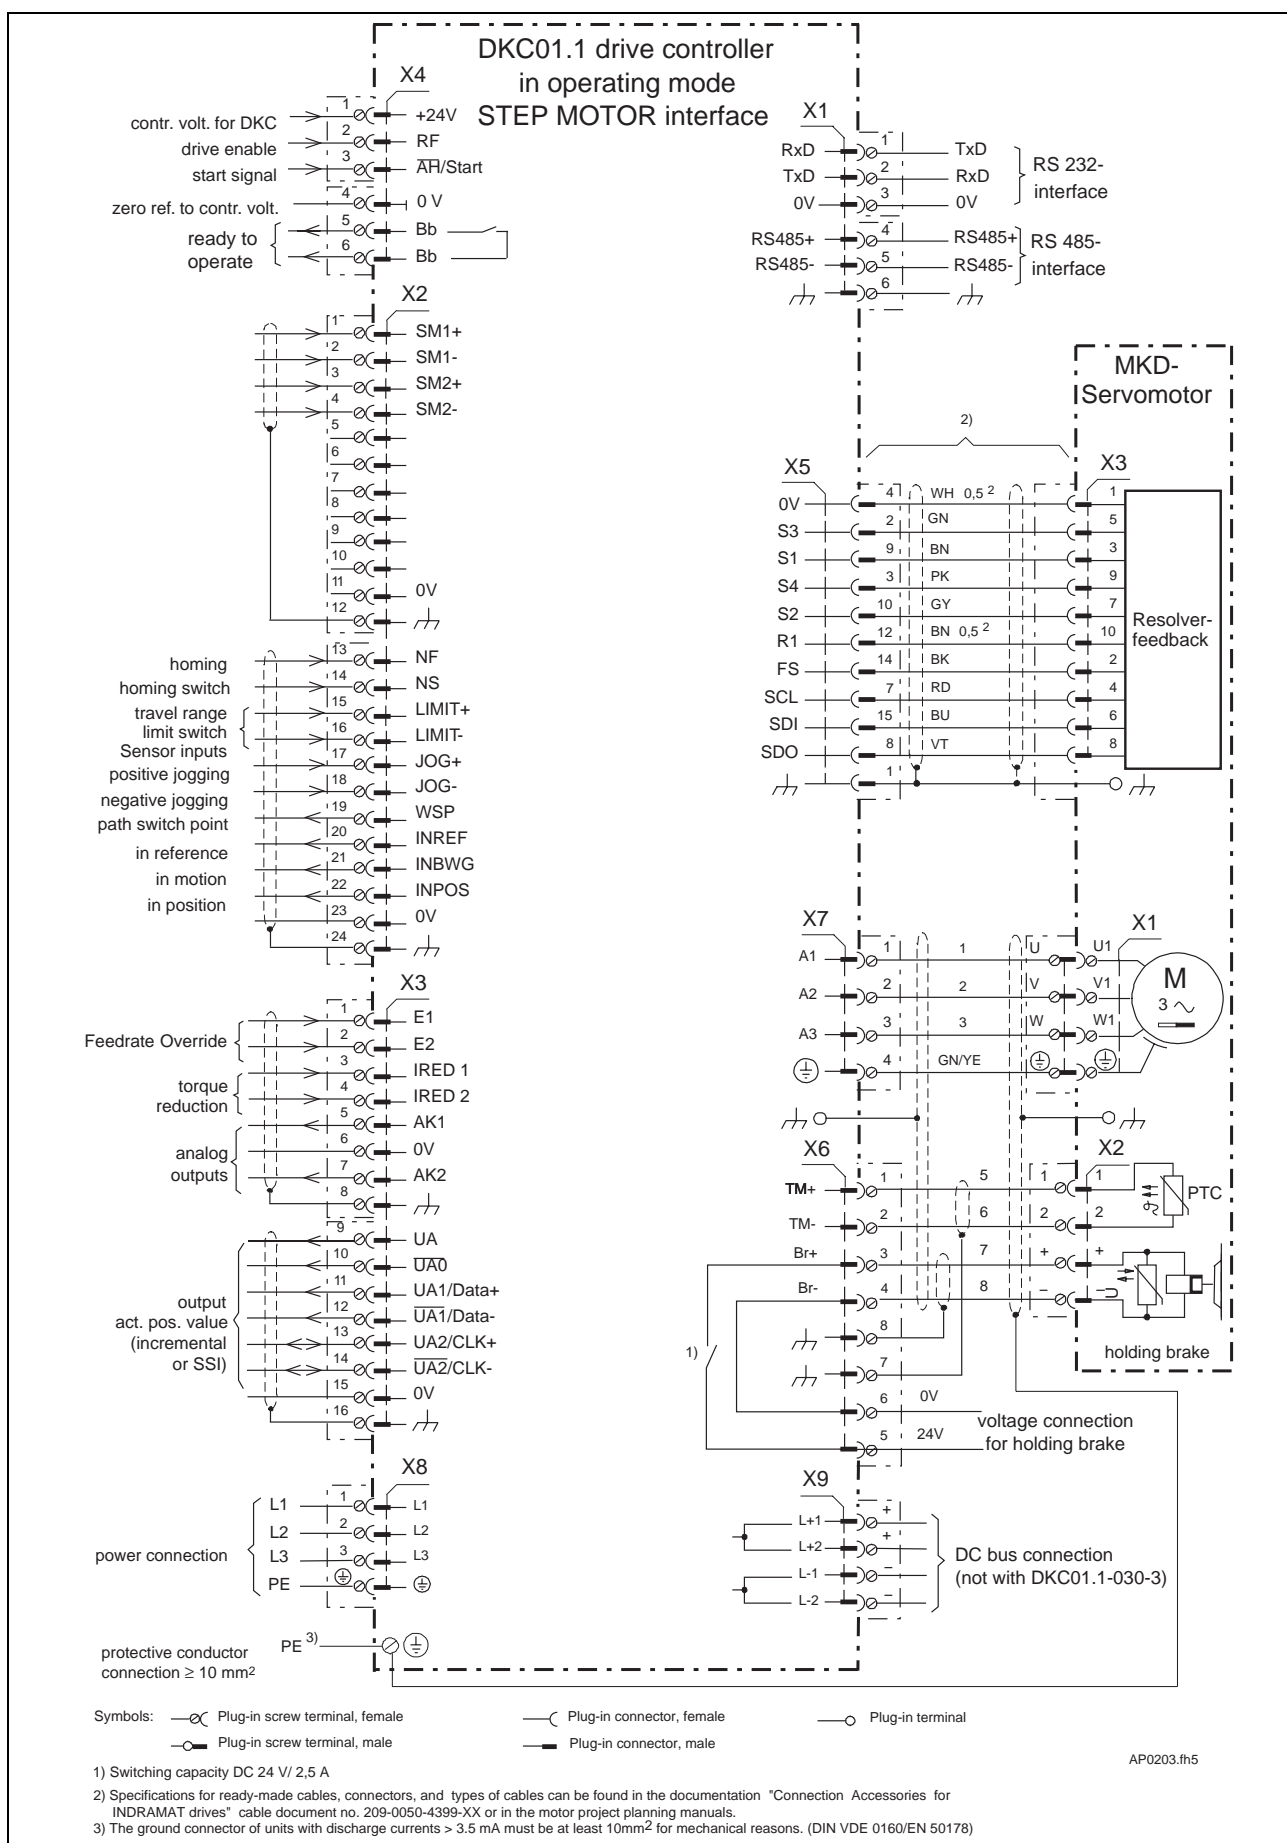 DKC01.1 drive controller
in operating mode
STEP MOTOR interface
X4
contr. volt. for DKC 1 +24V
drive enable 2 RF
start signal 3 AH/Start
zero ref. to contr. volt. 4 0 V
ready to operate 5 Bb
6 Bb
X2
1 SM1+
2 SM1-
3 SM2+
4 SM2-
5
6
7
8
9
10
11 0V
12
homing 13 NF
homing switch 14 NS
travel range 15 LIMIT+
limit switch 16 LIMIT-
Sensor inputs 17 JOG+
positive jogging 18 JOG-
negative jogging 19 WSP
path switch point 20 INREF
in reference 21 INBWG
in motion 22 INPOS
in position 23 0V
24
X3
Feedrate Override 1 E1
2 E2
torque reduction 3 IRED 1
4 IRED 2
analog outputs 5 AK1
6 0V
7 AK2
8
9 UA
10 UA0
output 11 UA1/Data+
act. pos. value 12 UA1/Data-
(incremental 13 UA2/CLK+
or SSI) 14 UA2/CLK-
15 0V
16
X8
power connection L1 1 L1
L2 2 L2
L3 3 L3
PE
protective conductor
connection ≥ 10 mm2
PE 3)
X1
RxD 1 TxD
TxD 2 RxD
0V 3 0V
RS 232-
interface
RS485+ 4 RS485+
RS485- 5 RS485-
6
RS 485-
interface
MKD-
Servomotor
2)
X5 X3
0V 4 WH 0,5 2 1
S3 2 GN 5
S1 9 BN 3
S4 3 PK 9
S2 10 GY 7
R1 12 BN 0,5 2 10
FS 14 BK 2
SCL 7 RD 4
SDI 15 BU 6
SDO 8 VT 8
1
Resolver-
feedback
X7 X1
A1 1 1 U U1
A2 2 2 V V1
A3 3 3 W W1
4 GN/YE
M
3
X6 X2
TM+ 1 5 1 1
TM- 2 6 2 2
PTC
Br+ 3 7 + +
Br- 4 8 − −
U
8
7
6 0V
5 24V
1)
holding brake
voltage connection
for holding brake
X9
L+1 +
L+2 +
L-1 −
L-2 −
DC bus connection
(not with DKC01.1-030-3)
Symbols: Plug-in screw terminal, female
Plug-in connector, female
Plug-in terminal
Plug-in screw terminal, male
Plug-in connector, male
AP0203.fh5
1) Switching capacity DC 24 V/ 2,5 A
2) Specifications for ready-made cables, connectors, and types of cables can be found in the documentation "Connection Accessories for
INDRAMAT drives" cable document no. 209-0050-4399-XX or in the motor project planning manuals.
3) The ground connector of units with discharge currents > 3.5 mA must be at least 10mm2 for mechanical reasons. (DIN VDE 0160/EN 50178)